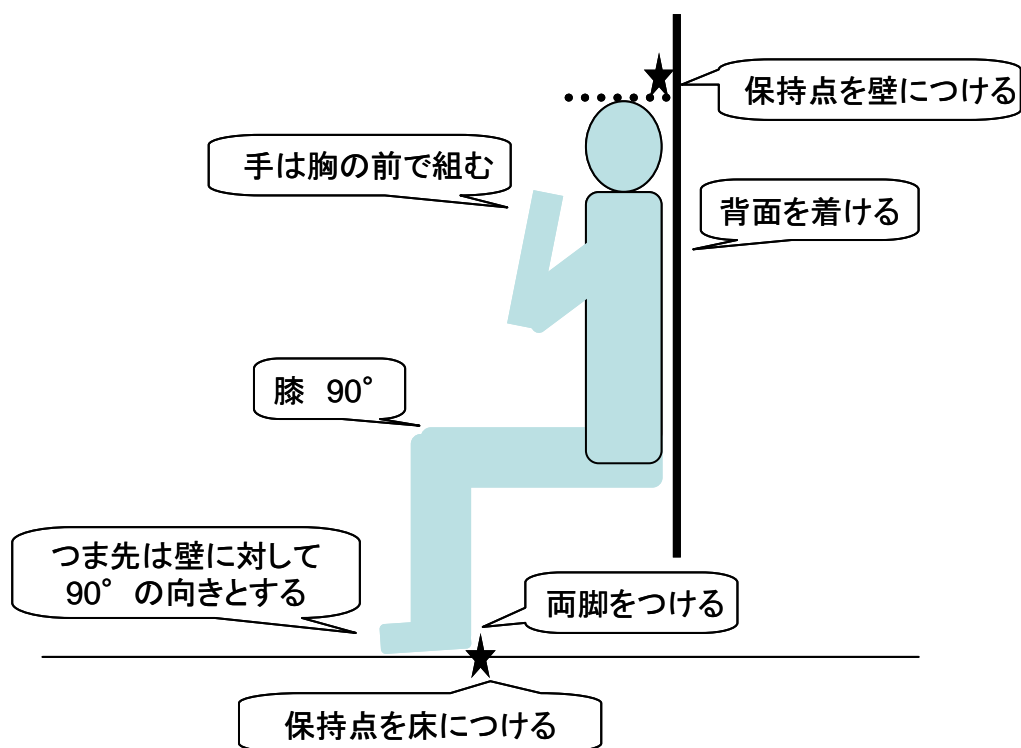 保持点を壁につける
手は胸の前で組む
背面を着ける
膝 90°
つま先は壁に対して
90°の向きとする
両脚をつける
保持点を床につける